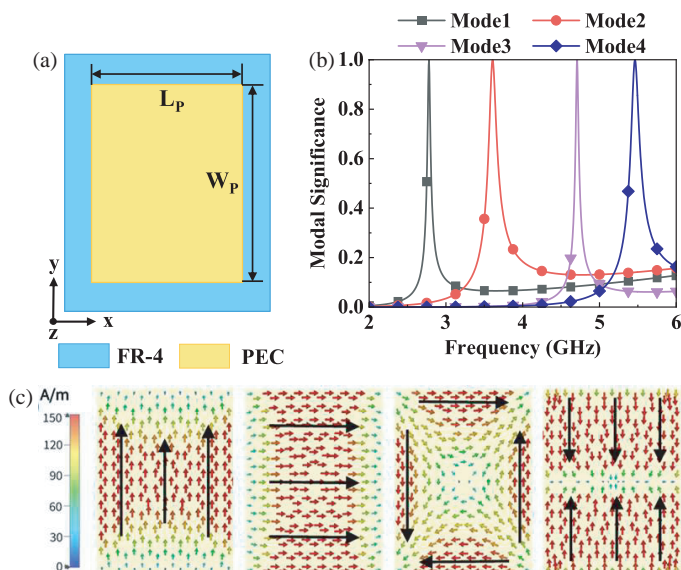 Mode1 Mode2
Mode3 Mode4
(a)
L_P
W_P
y
z
x
FR-4 PEC
(b)
Modal Significance
1.0
0.8
0.6
0.4
0.2
0.0
2 3 4 5 6
Frequency (GHz)
(c)
A/m
150
120
90
60
30
0